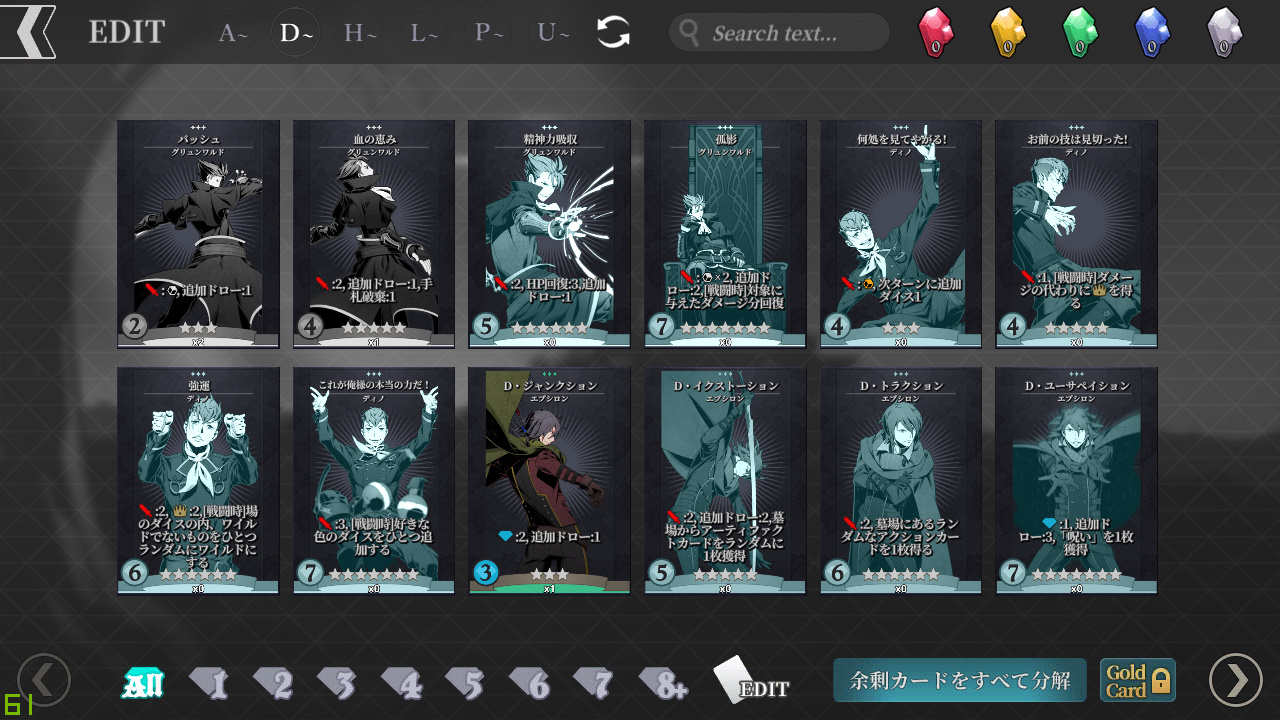 EDIT
A~
D~
H~
L~
P~
U~
Search text...
0
0
0
0
0
バッシュ
グリュンワルド
:, 追加ドロー:1
2
x2
血の恵み
グリュンワルド
:2, 追加ドロー:1,手
札破棄:1
4
x1
精神力吸収
グリュンワルド
:2, HP回復:3,追加
ドロー:1
5
x0
孤影
グリュンワルド
:×2, 追加ド
ロー:2,[戦闘時]対象に
与えたダメージ分回復
7
x0
何処を見てやがる!
ディノ
: 次ターンに追加
ダイス1
4
x0
お前の技は見切った!
ディノ
:1, [戦闘時]ダメー
ジの代わりに を得
る
4
x0
強運
ディノ
:2, :2,[戦闘時]場
のダイスの内、ワイル
ドでないものをひとつ
ランダムにワイルドに
する
6
x0
これが俺様の本当の力だ!
ディノ
:3, [戦闘時]好きな
色のダイスをひとつ追
加する
7
x0
D・ジャンクション
エプシロン
:2, 追加ドロー:1
3
x1
D・イクストーション
エプシロン
:2, 追加ドロー:2,墓
場からアーティファク
トカードをランダムに
1枚獲得
5
x0
D・トラクション
エプシロン
:2, 墓場にあるラン
ダムなアクションカー
ドを1枚得る
6
x0
D・ユーサペイション
エプシロン
:1, 追加ド
ロー:3,「呪い」を1枚
獲得
7
x0
All
1
2
3
4
5
6
7
8+
EDIT
余剰カードをすべて分解
Gold
Card
61